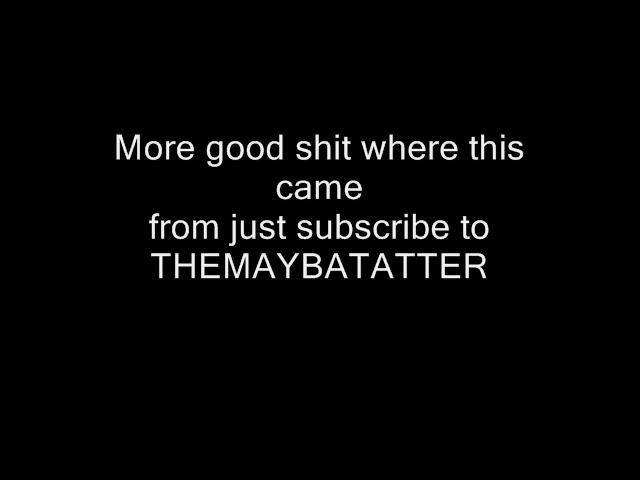 More good shit where this
came
from just subscribe to
THEMAYBATATTER